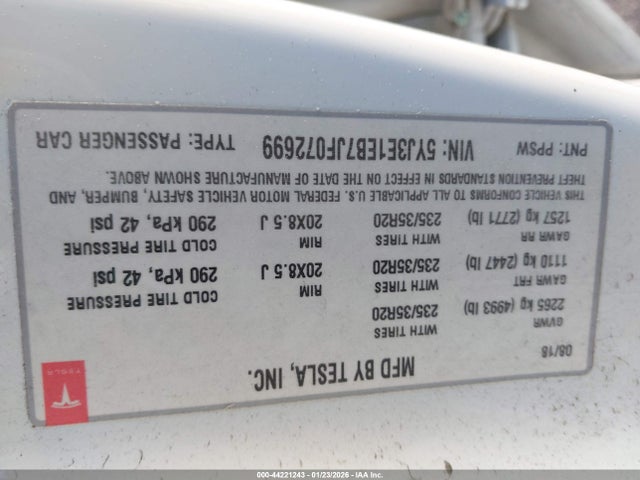 MFD BY TESLA, INC.
TESLA
08/18
GVWR
2265 kg (4993 lb)
WITH TIRES
235/35R20
GAWR FRT
1110 kg (2447 lb)
WITH TIRES
235/35R20
RIM
20X8.5 J
COLD TIRE PRESSURE
290 kPa, 42 psi
GAWR RR
1257 kg (2771 lb)
WITH TIRES
235/35R20
RIM
20X8.5 J
COLD TIRE PRESSURE
290 kPa, 42 psi
THIS VEHICLE CONFORMS TO ALL APPLICABLE U.S. FEDERAL MOTOR VEHICLE SAFETY, BUMPER, AND
THEFT PREVENTION STANDARDS IN EFFECT ON THE DATE OF MANUFACTURE SHOWN ABOVE.
PNT: PPSW VIN: 5YJ3E1EB7JF072699 TYPE: PASSENGER CAR
000-44221243 - 01/23/2026 - IAAI Inc.